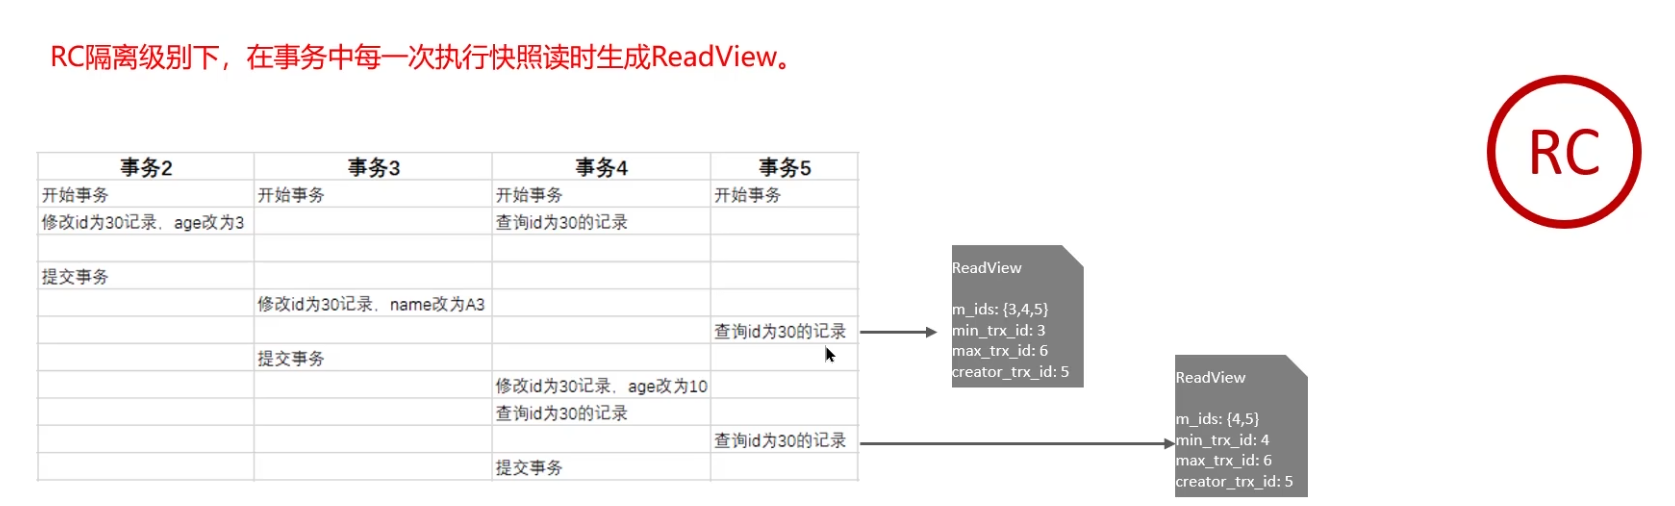 RC隔离级别下，在事务中每一次执行快照读时生成ReadView。
RC
事务2 事务3 事务4 事务5
开始事务 开始事务 开始事务 开始事务
修改id为30记录，age改为3 查询id为30的记录
提交事务
修改id为30记录，name改为A3
查询id为30的记录
提交事务
修改id为30记录，age改为10
查询id为30的记录
查询id为30的记录
提交事务
ReadView
m_ids: {3,4,5}
min_trx_id: 3
max_trx_id: 6
creator_trx_id: 5
ReadView
m_ids: {4,5}
min_trx_id: 4
max_trx_id: 6
creator_trx_id: 5